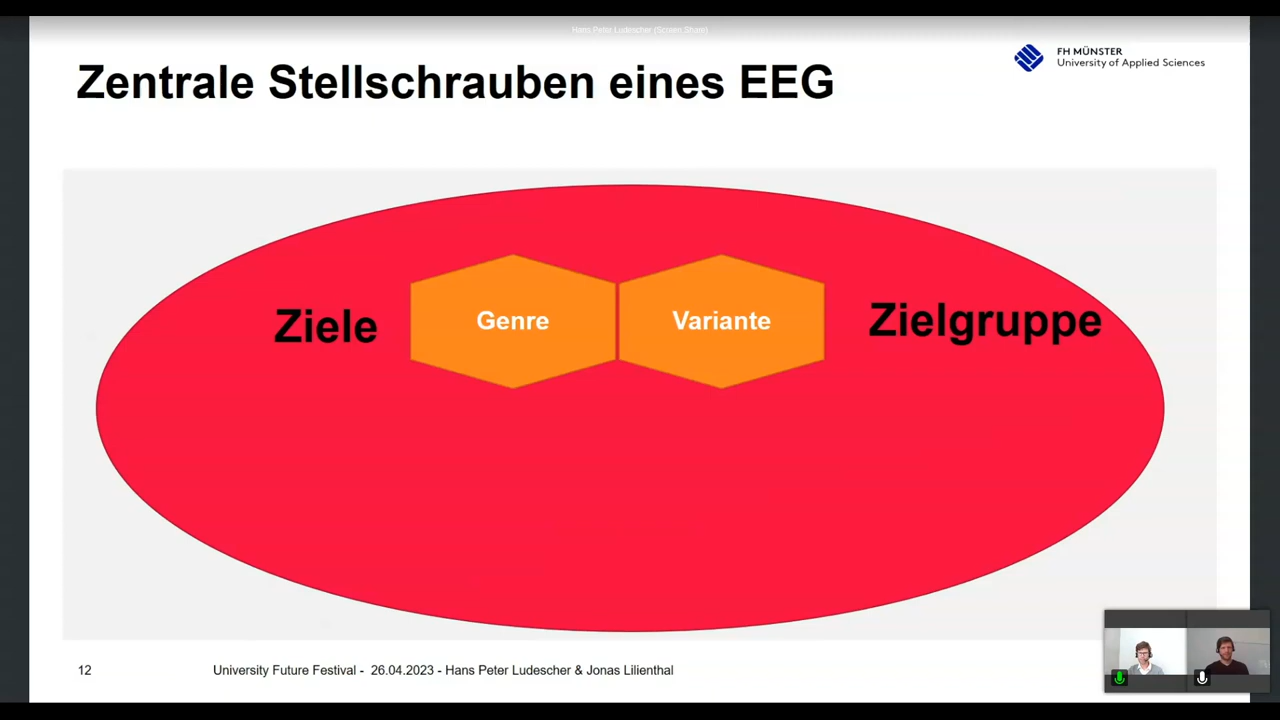 Hans Peter Ludescher (Screen Share)
FH MÜNSTER
University of Applied Sciences
Zentrale Stellschrauben eines EEG
Ziele
Genre
Variante
Zielgruppe
12
University Future Festival - 26.04.2023 - Hans Peter Ludescher & Jonas Lilienthal